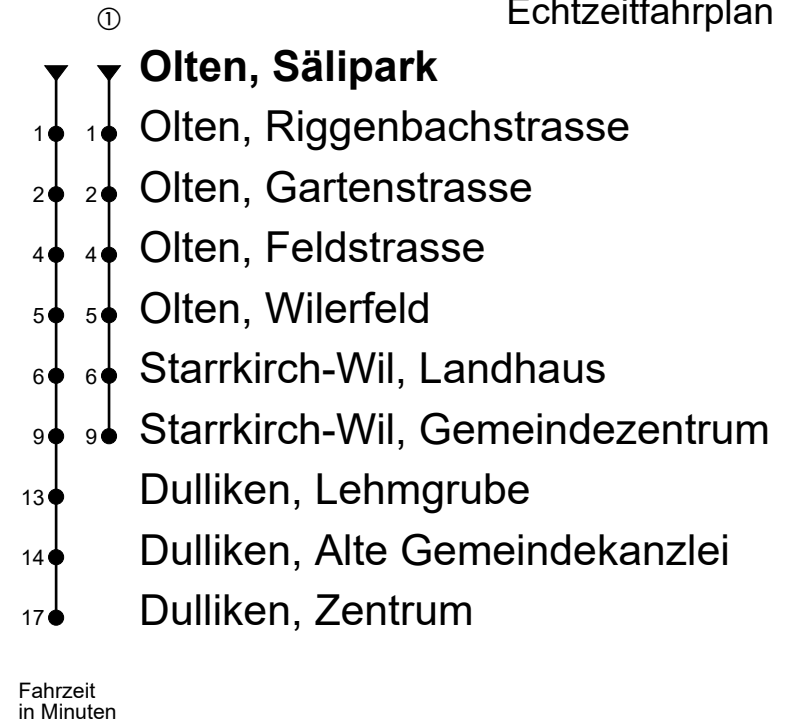 ① Echtzeitfahrplan
Olten, Sälipark
1 1 Olten, Riggenbachstrasse
2 2 Olten, Gartenstrasse
4 4 Olten, Feldstrasse
5 5 Olten, Wilerfeld
6 6 Starrkirch-Wil, Landhaus
9 9 Starrkirch-Wil, Gemeindezentrum
13 Dulliken, Lehmgrube
14 Dulliken, Alte Gemeindekanzlei
17 Dulliken, Zentrum
Fahrzeit
in Minuten